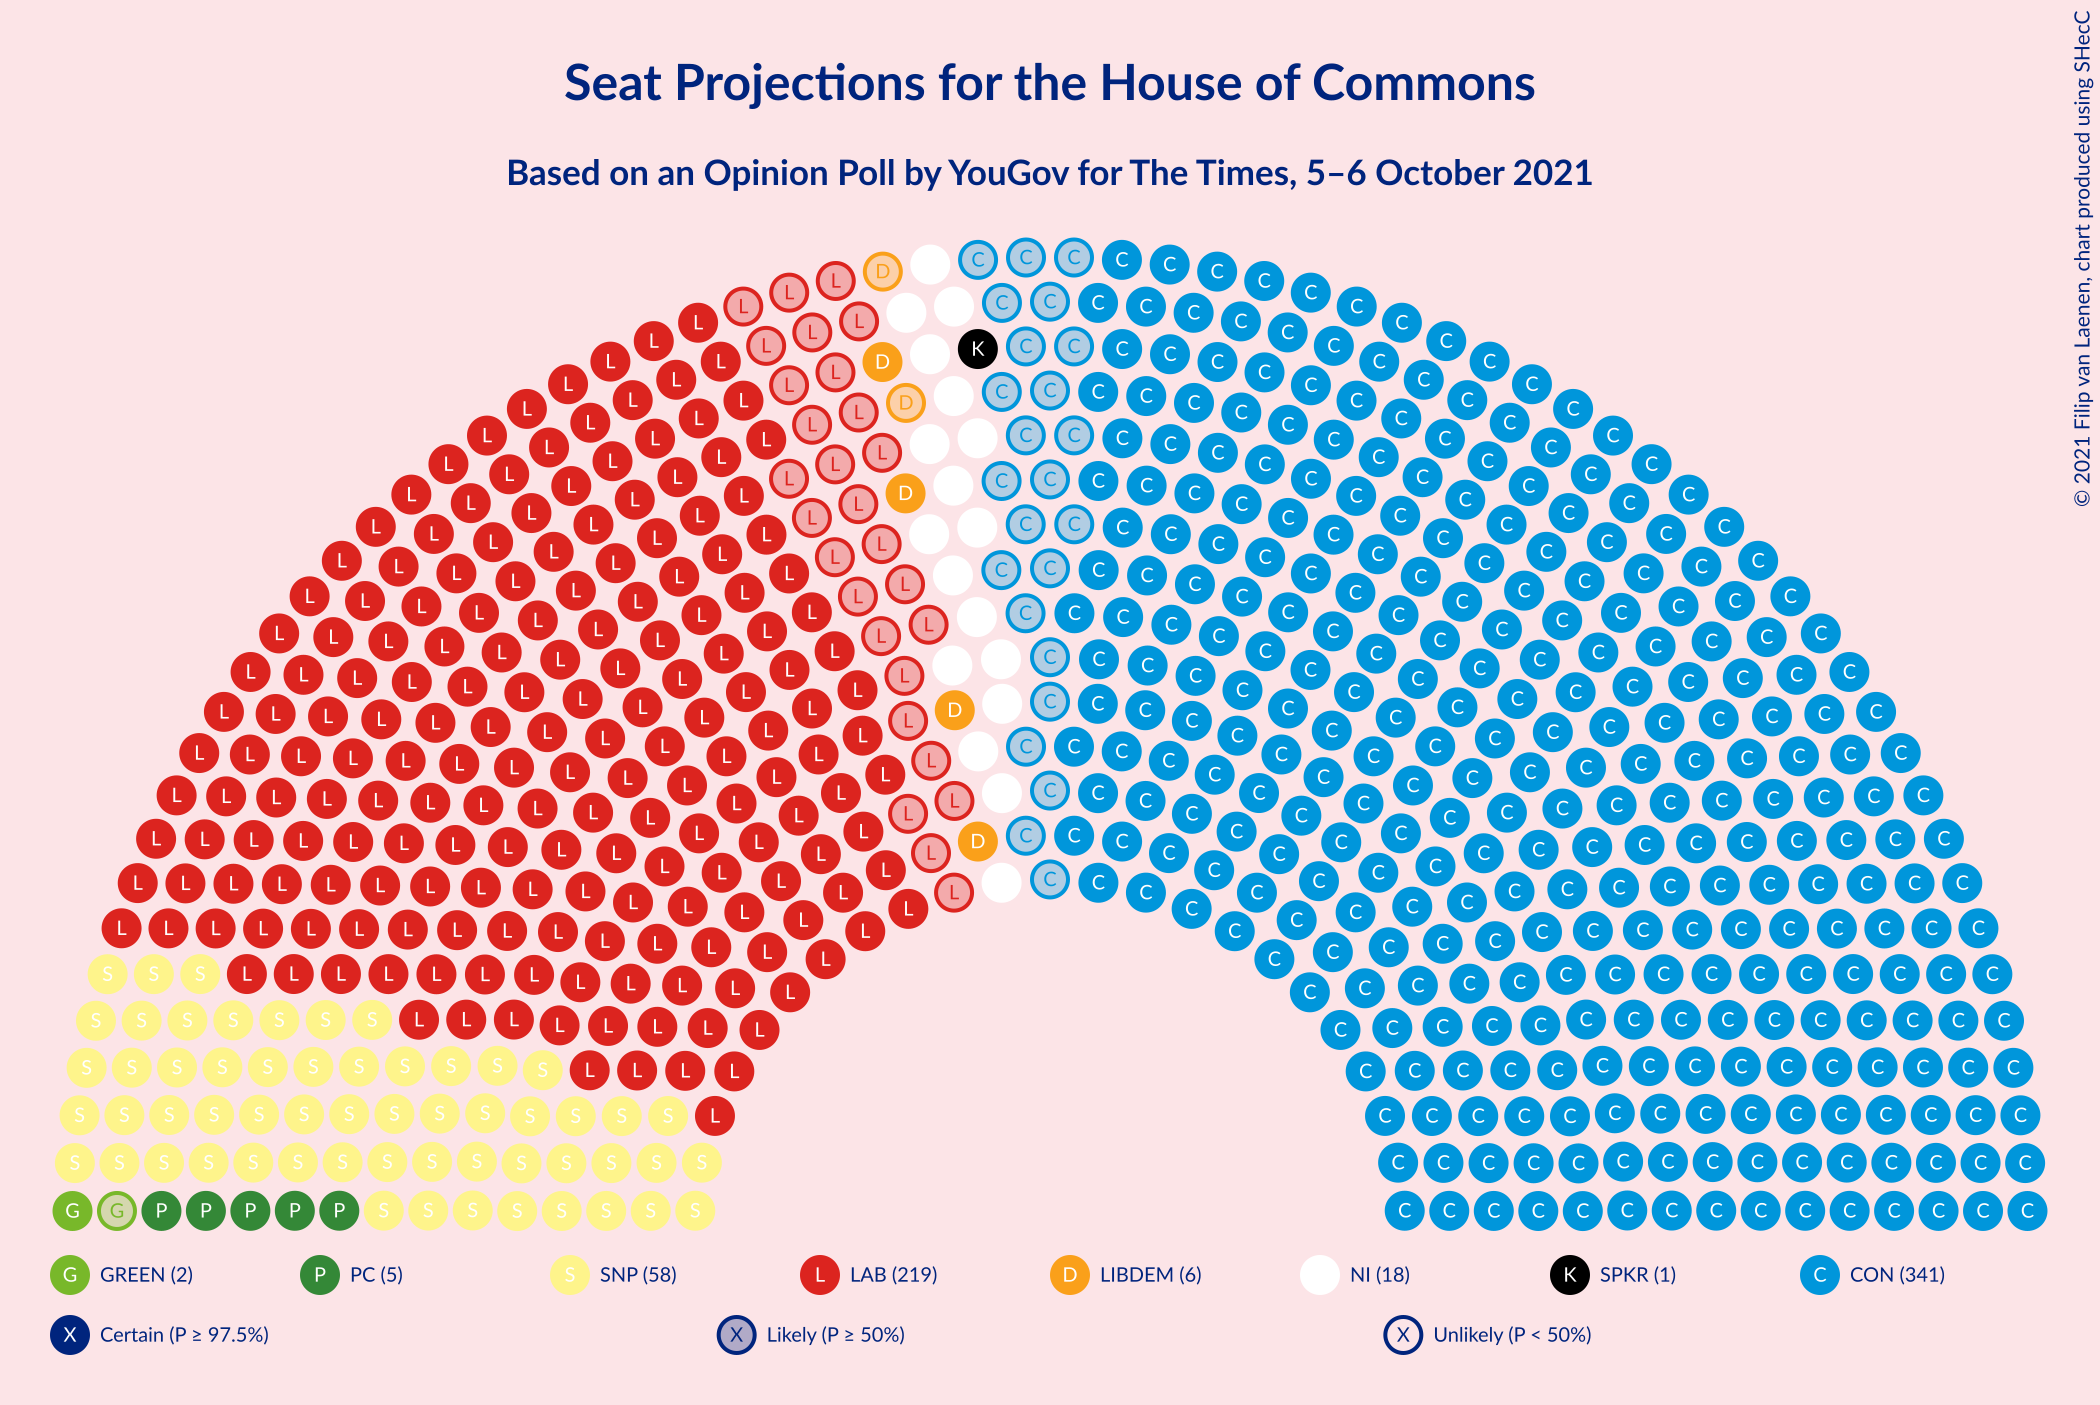 Seat Projections for the House of Commons
Based on an Opinion Poll by YouGov for The Times, 5–6 October 2021
© 2021 Filip van Laenen, chart produced using SHecC
G GREEN (2) P PC (5) S SNP (58) L LAB (219) D LIBDEM (6) NI (18) K SPKR (1) C CON (341)
X Certain (P ≥ 97.5%) X Likely (P ≥ 50%) X Unlikely (P < 50%)